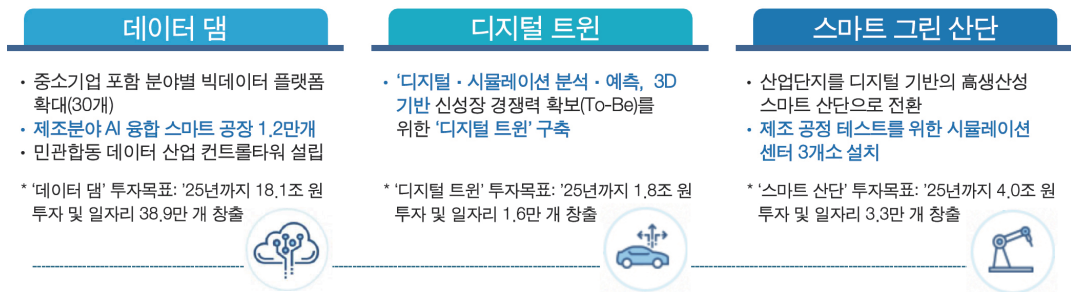 데이터 댐
• 중소기업 포함 분야별 빅데이터 플랫폼
확대(30개)
• 제조분야 AI 융합 스마트 공장 1.2만개
• 민관합동 데이터 산업 컨트롤타워 설립
* ‘데이터 댐’ 투자목표: ’25년까지 18.1조 원
투자 및 일자리 38.9만 개 창출
디지털 트윈
• ‘디지털·시뮬레이션 분석·예측, 3D
기반 신성장 경쟁력 확보(To-Be)를
위한 ‘디지털 트윈’ 구축
* ‘디지털 트윈’ 투자목표: ’25년까지 1.8조 원
투자 및 일자리 1.6만 개 창출
스마트 그린 산단
• 산업단지를 디지털 기반의 高생산성
스마트 산단으로 전환
• 제조 공정 테스트를 위한 시뮬레이션
센터 3개소 설치
* ‘스마트 산단’ 투자목표: ’25년까지 4.0조 원
투자 및 일자리 3.3만 개 창출